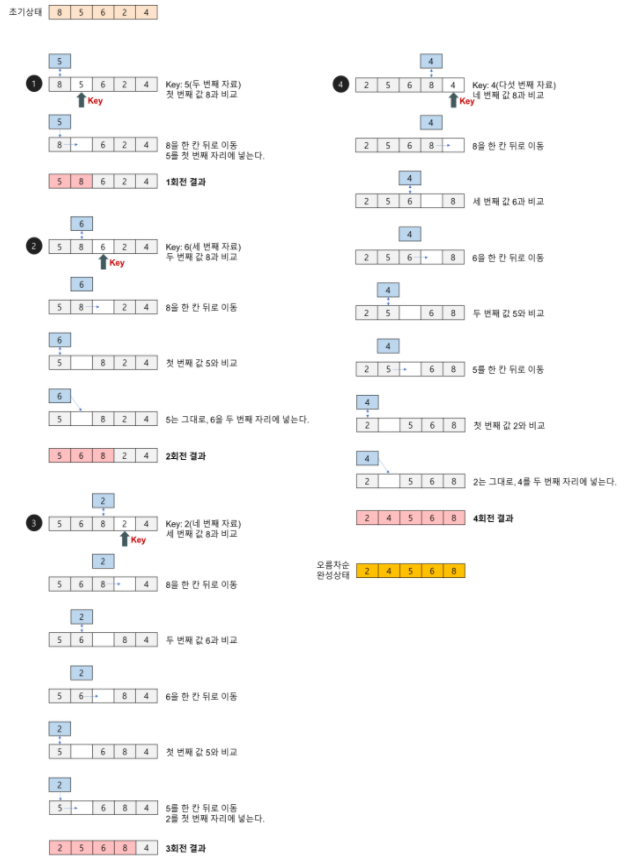 초기상태 8 5 6 2 4
5
1 8 5 6 2 4 Key: 5(두 번째 자료)
첫 번째 값 8과 비교
Key
5
8 6 2 4 8을 한 칸 뒤로 이동
5를 첫 번째 자리에 넣는다.
5 8 6 2 4 1회전 결과
6
2 5 8 6 2 4 Key: 6(세 번째 자료)
두 번째 값 8과 비교
Key
6
5 8 2 4 8을 한 칸 뒤로 이동
6
5 8 2 4 첫 번째 값 5와 비교
6
5 8 2 4 5는 그대로, 6을 두 번째 자리에 넣는다.
5 6 8 2 4 2회전 결과
2
3 5 6 8 2 4 Key: 2(네 번째 자료)
세 번째 값 8과 비교
Key
2
5 6 8 4 8을 한 칸 뒤로 이동
2
5 6 8 4 두 번째 값 6과 비교
2
5 6 8 4 6을 한 칸 뒤로 이동
2
5 6 8 4 첫 번째 값 5와 비교
2
5 6 8 4 5를 한 칸 뒤로 이동
2를 첫 번째 자리에 넣는다.
2 5 6 8 4 3회전 결과
4
4 2 5 6 8 4 Key: 4(다섯 번째 자료)
네 번째 값 8과 비교
Key
4
2 5 6 8 8을 한 칸 뒤로 이동
4
2 5 6 8 세 번째 값 6과 비교
4
2 5 6 8 6을 한 칸 뒤로 이동
4
2 5 6 8 두 번째 값 5와 비교
4
2 5 6 8 5를 한 칸 뒤로 이동
4
2 5 6 8 첫 번째 값 2와 비교
4
2 5 6 8 2는 그대로, 4를 두 번째 자리에 넣는다.
2 4 5 6 8 4회전 결과
오름차순
완성상태 2 4 5 6 8